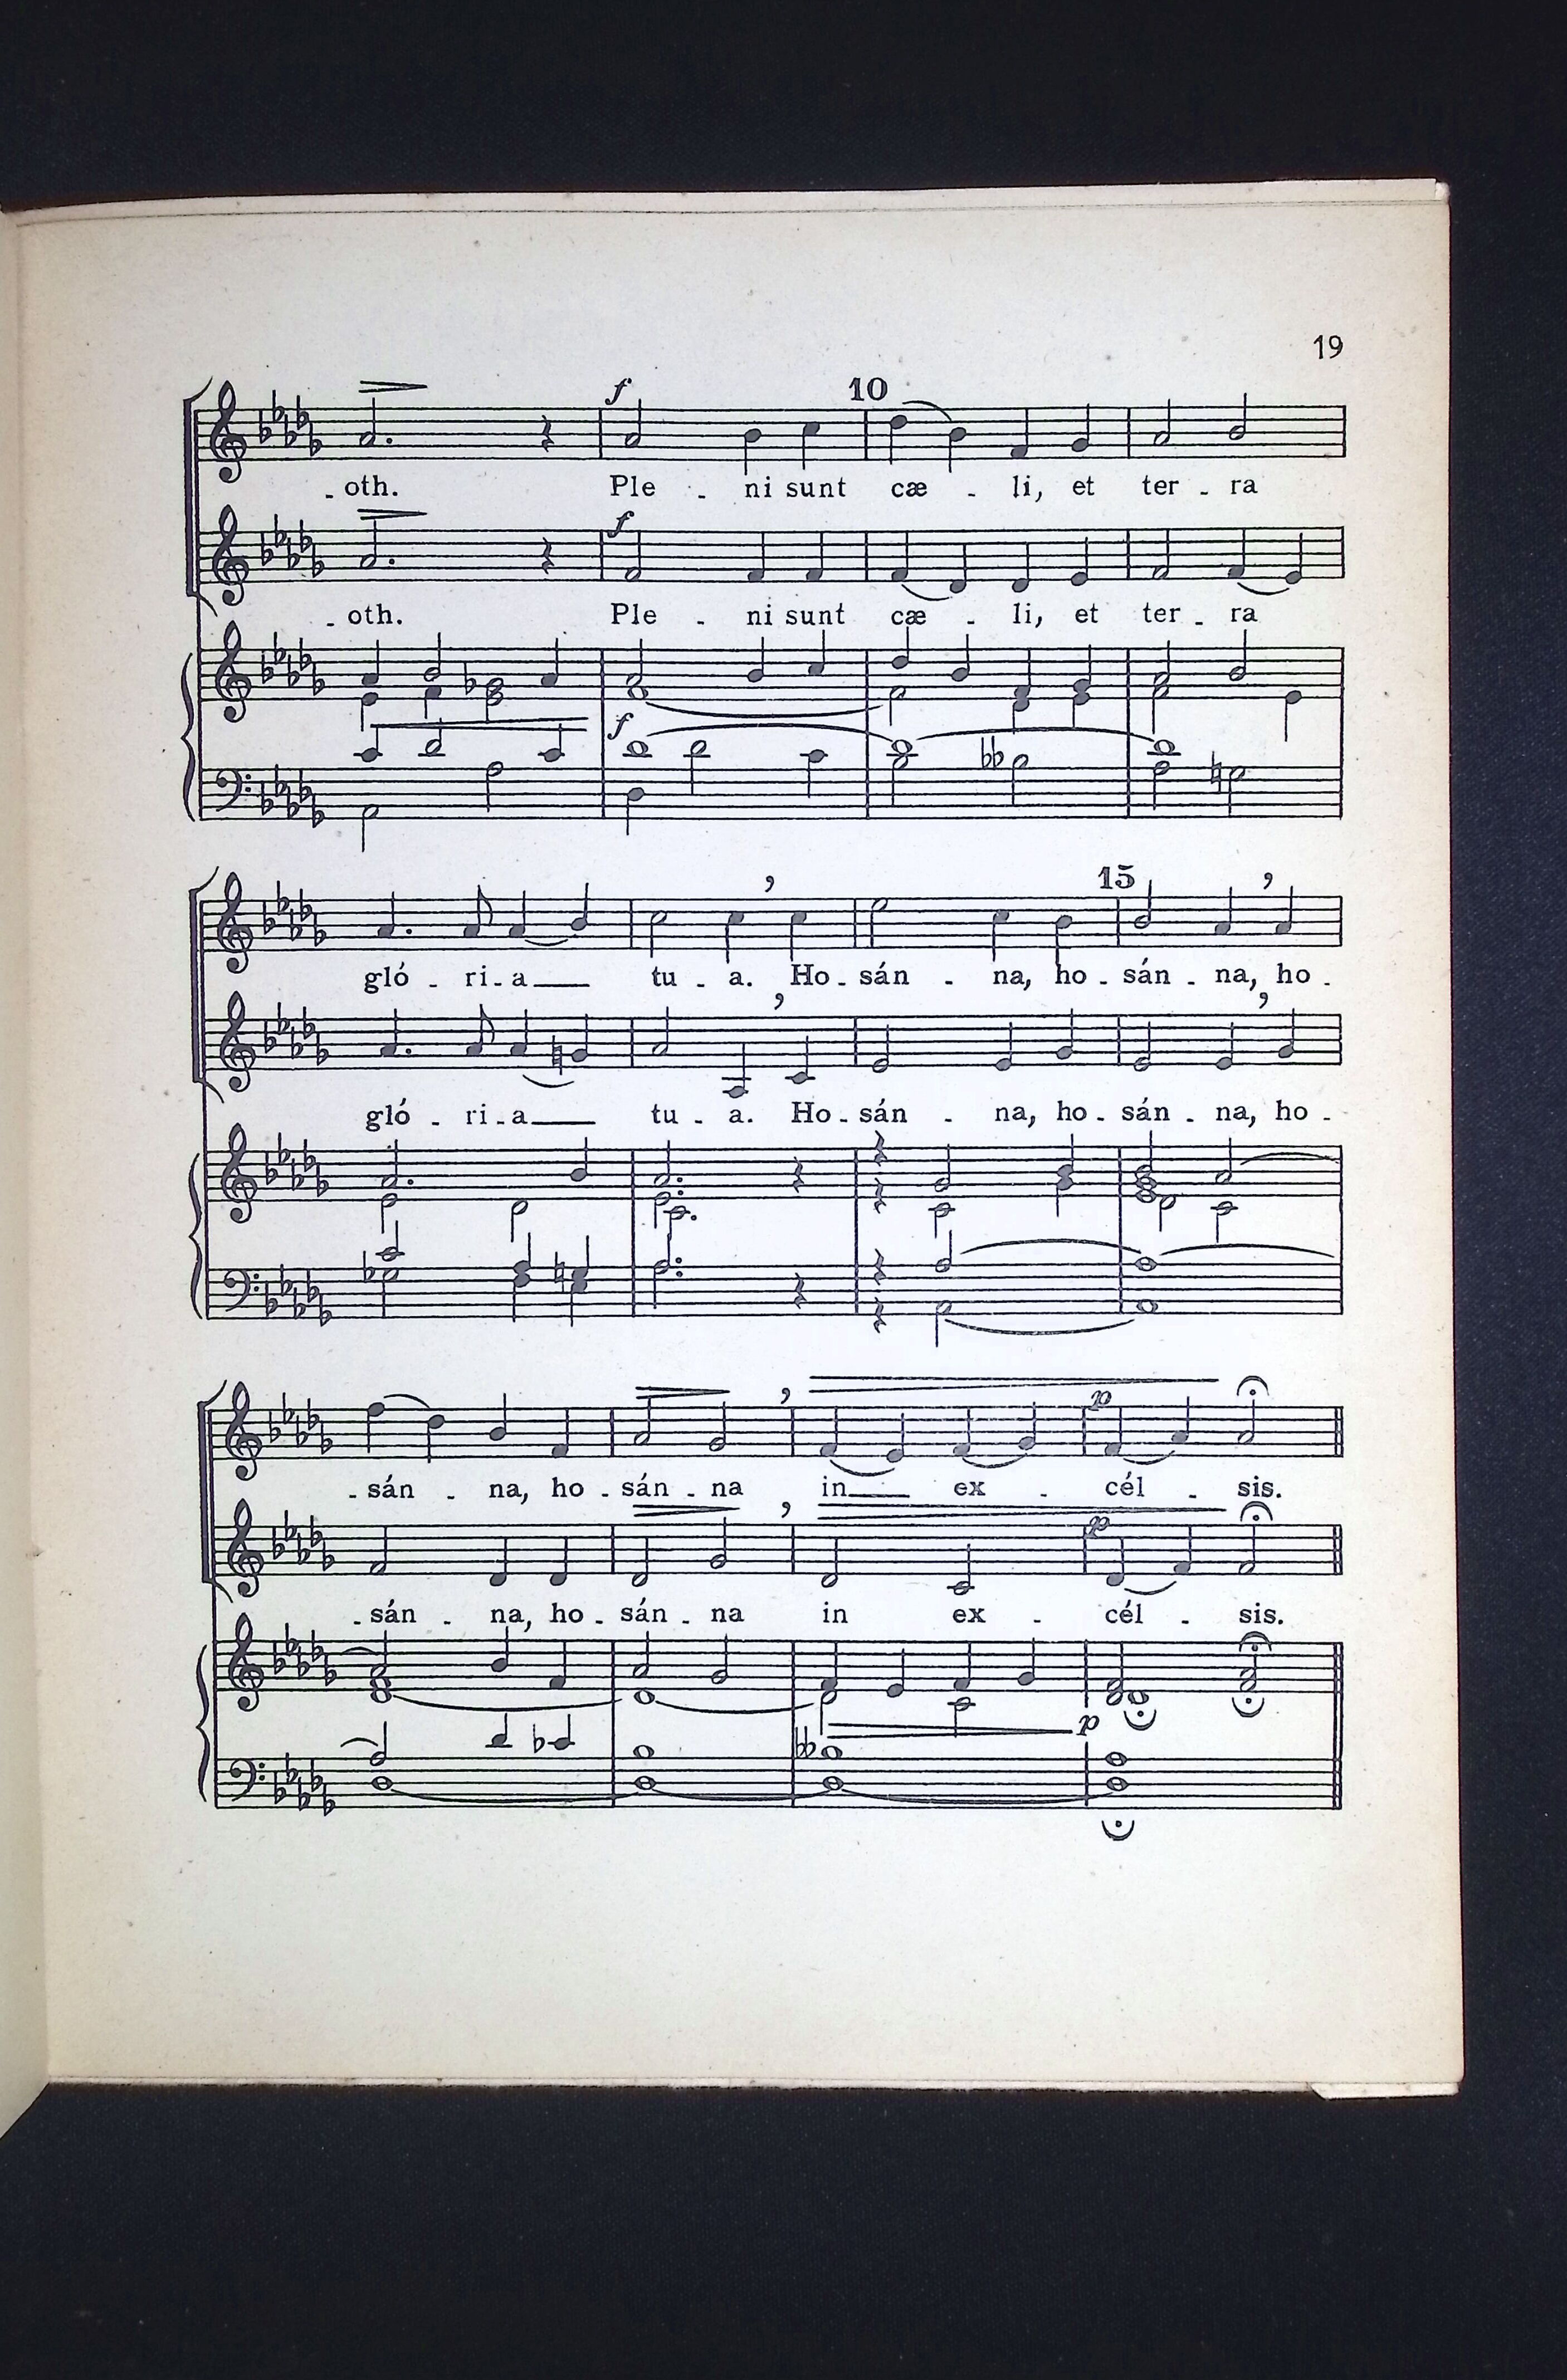 19
f 10
- oth. Ple - ni sunt cæ - li, et ter - ra
f
- oth. Ple - ni sunt cæ - li, et ter - ra
f
15
gló - ri - a tu - a. Ho - sán - na, ho - sán - na, ho -
gló - ri - a tu - a. Ho - sán - na, ho - sán - na, ho -
p
- sán - na, ho - sán - na in ex - cél - sis.
p
- sán - na, ho - sán - na in ex - cél - sis.
p